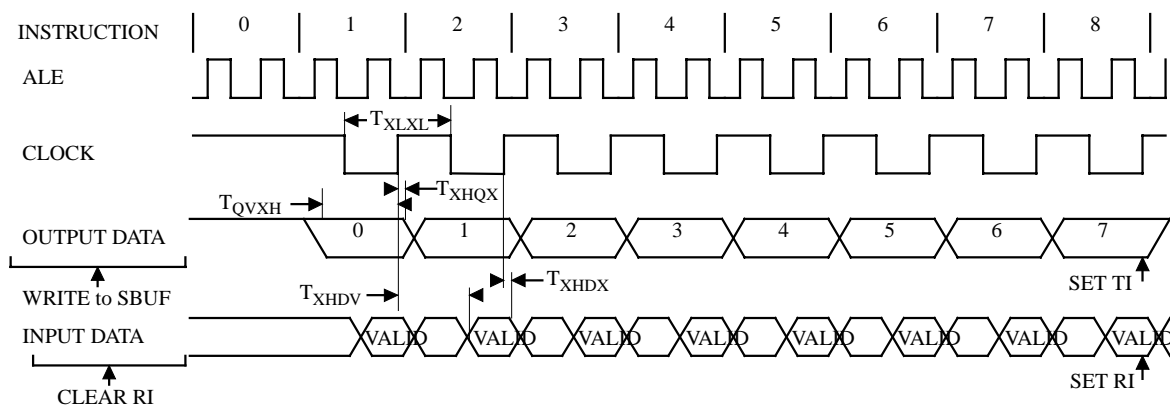 INSTRUCTION 0 1 2 3 4 5 6 7 8
ALE
TXLXL
CLOCK
TQVXH TXHQX
OUTPUT DATA 0 1 2 3 4 5 6 7
WRITE to SBUF TXHDV TXHDX SET TI
INPUT DATA VALID VALID VALID VALID VALID VALID VALID VALID
CLEAR RI SET RI